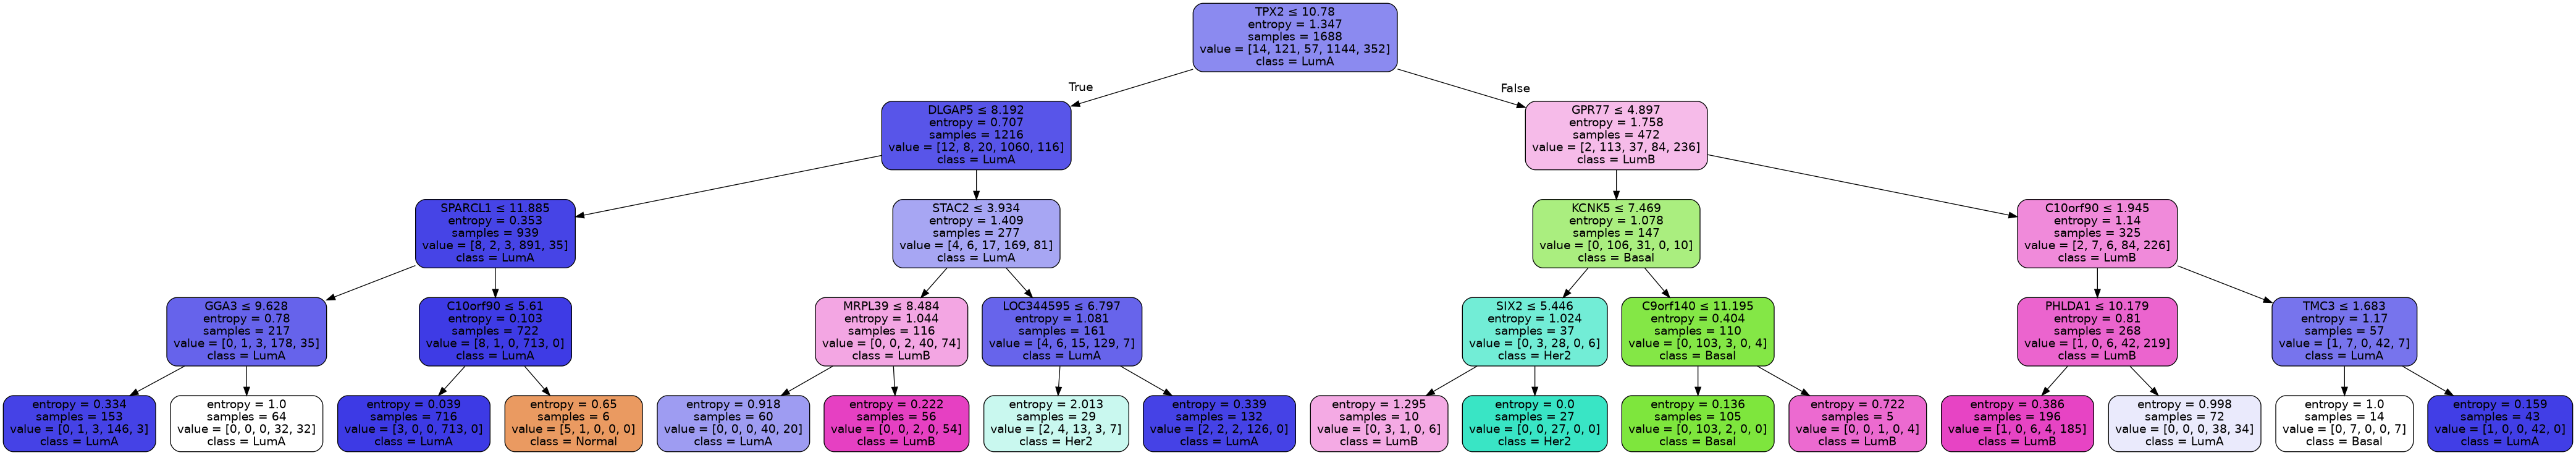 TPX2 ≤ 10.78
entropy = 1.347
samples = 1688
value = [14, 121, 57, 1144, 352]
class = LumA
True
False
DLGAP5 ≤ 8.192
entropy = 0.707
samples = 1216
value = [12, 8, 20, 1060, 116]
class = LumA
GPR77 ≤ 4.897
entropy = 1.758
samples = 472
value = [2, 113, 37, 84, 236]
class = LumB
SPARCL1 ≤ 11.885
entropy = 0.353
samples = 939
value = [8, 2, 3, 891, 35]
class = LumA
STAC2 ≤ 3.934
entropy = 1.409
samples = 277
value = [4, 6, 17, 169, 81]
class = LumA
KCNK5 ≤ 7.469
entropy = 1.078
samples = 147
value = [0, 106, 31, 0, 10]
class = Basal
C10orf90 ≤ 1.945
entropy = 1.14
samples = 325
value = [2, 7, 6, 84, 226]
class = LumB
GGA3 ≤ 9.628
entropy = 0.78
samples = 217
value = [0, 1, 3, 178, 35]
class = LumA
C10orf90 ≤ 5.61
entropy = 0.103
samples = 722
value = [8, 1, 0, 713, 0]
class = LumA
MRPL39 ≤ 8.484
entropy = 1.044
samples = 116
value = [0, 0, 2, 40, 74]
class = LumB
LOC344595 ≤ 6.797
entropy = 1.081
samples = 161
value = [4, 6, 15, 129, 7]
class = LumA
SIX2 ≤ 5.446
entropy = 1.024
samples = 37
value = [0, 3, 28, 0, 6]
class = Her2
C9orf140 ≤ 11.195
entropy = 0.404
samples = 110
value = [0, 103, 3, 0, 4]
class = Basal
PHLDA1 ≤ 10.179
entropy = 0.81
samples = 268
value = [1, 0, 6, 42, 219]
class = LumB
TMC3 ≤ 1.683
entropy = 1.17
samples = 57
value = [1, 7, 0, 42, 7]
class = LumA
entropy = 0.334
samples = 153
value = [0, 1, 3, 146, 3]
class = LumA
entropy = 1.0
samples = 64
value = [0, 0, 0, 32, 32]
class = LumA
entropy = 0.039
samples = 716
value = [3, 0, 0, 713, 0]
class = LumA
entropy = 0.65
samples = 6
value = [5, 1, 0, 0, 0]
class = Normal
entropy = 0.918
samples = 60
value = [0, 0, 0, 40, 20]
class = LumA
entropy = 0.222
samples = 56
value = [0, 0, 2, 0, 54]
class = LumB
entropy = 2.013
samples = 29
value = [2, 4, 13, 3, 7]
class = Her2
entropy = 0.339
samples = 132
value = [2, 2, 2, 126, 0]
class = LumA
entropy = 1.295
samples = 10
value = [0, 3, 1, 0, 6]
class = LumB
entropy = 0.0
samples = 27
value = [0, 0, 27, 0, 0]
class = Her2
entropy = 0.136
samples = 105
value = [0, 103, 2, 0, 0]
class = Basal
entropy = 0.722
samples = 5
value = [0, 0, 1, 0, 4]
class = LumB
entropy = 0.386
samples = 196
value = [1, 0, 6, 4, 185]
class = LumB
entropy = 0.998
samples = 72
value = [0, 0, 0, 38, 34]
class = LumA
entropy = 1.0
samples = 14
value = [0, 7, 0, 0, 7]
class = Basal
entropy = 0.159
samples = 43
value = [1, 0, 0, 42, 0]
class = LumA